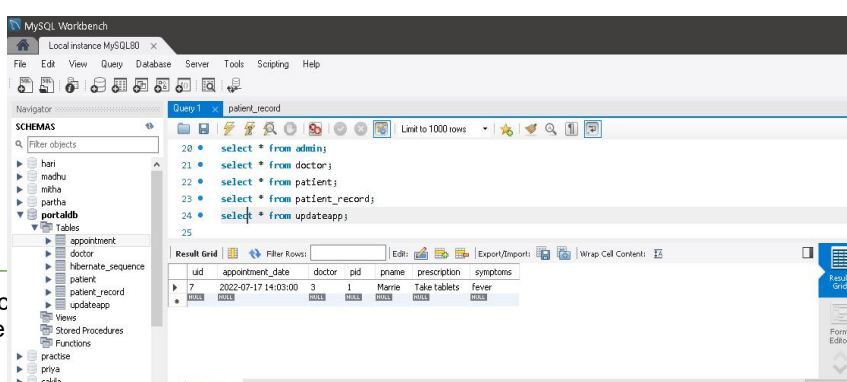 MySQL Workbench
Local instance MySQL80 ×
File Edit View Query Database Server Tools Scripting Help
Navigator
Query 1 × patient_record
SCHEMAS
Filter objects
Limit to 1000 rows
hari
madhu
mitha
partha
portaldb
Tables
appointment
doctor
hibernate_sequence
patient
patient_record
updateapp
Views
Stored Procedures
Functions
practise
priya
sakila
20 select * from admin;
21 select * from doctor;
22 select * from patient;
23 select * from patient_record;
24 select * from updateapp;
25
Result Grid Filter Rows: Edit: Export/Import: Wrap Cell Content:
uid appointment_date doctor pid pname prescription symptoms
7 2022-07-17 14:03:00 3 1 Marrie Take tablets fever
NULL NULL NULL NULL NULL NULL NULL
Result Grid
Form Editor